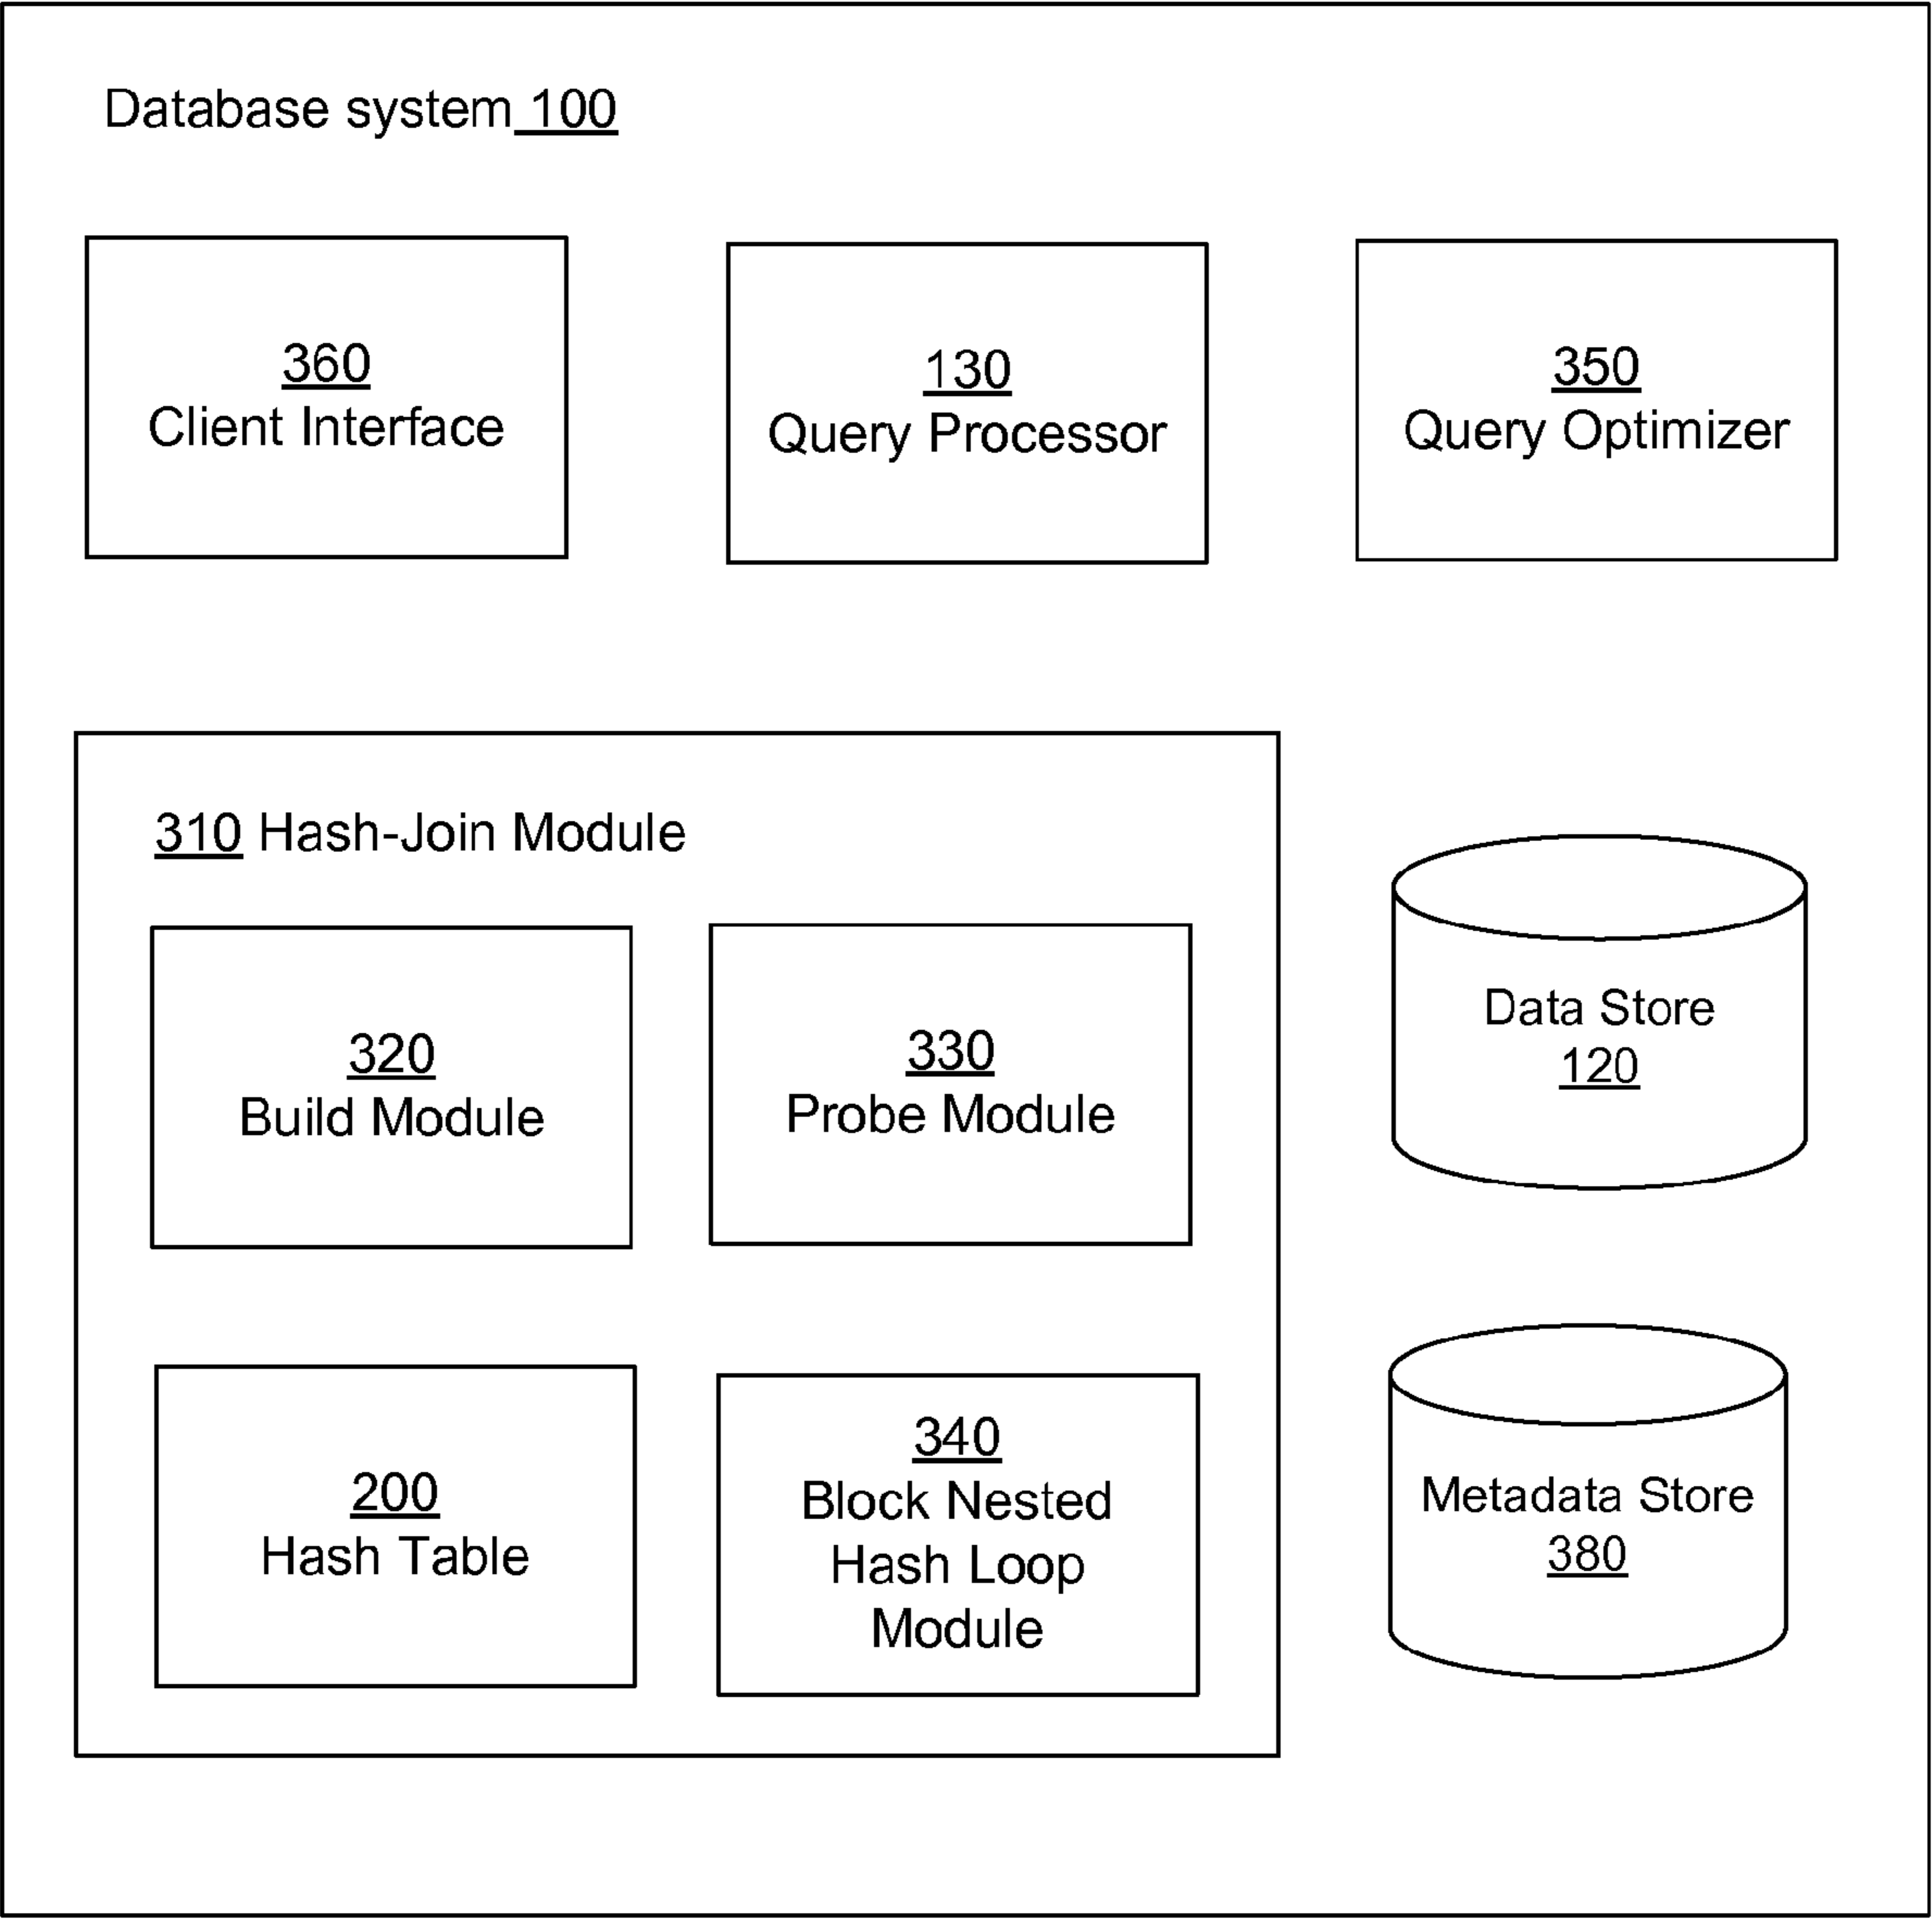 Database system 100
360
Client Interface
130
Query Processor
350
Query Optimizer
310 Hash-Join Module
320
Build Module
330
Probe Module
200
Hash Table
340
Block Nested
Hash Loop
Module
Data Store
120
Metadata Store
380